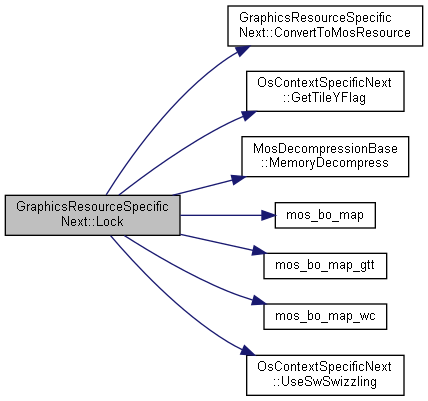 GraphicsResourceSpecific
Next::ConvertToMosResource
OsContextSpecificNext
::GetTileYFlag
MosDecompressionBase
::MemoryDecompress
GraphicsResourceSpecific
Next::Lock
mos_bo_map
mos_bo_map_gtt
mos_bo_map_wc
OsContextSpecificNext
::UseSwSwizzling